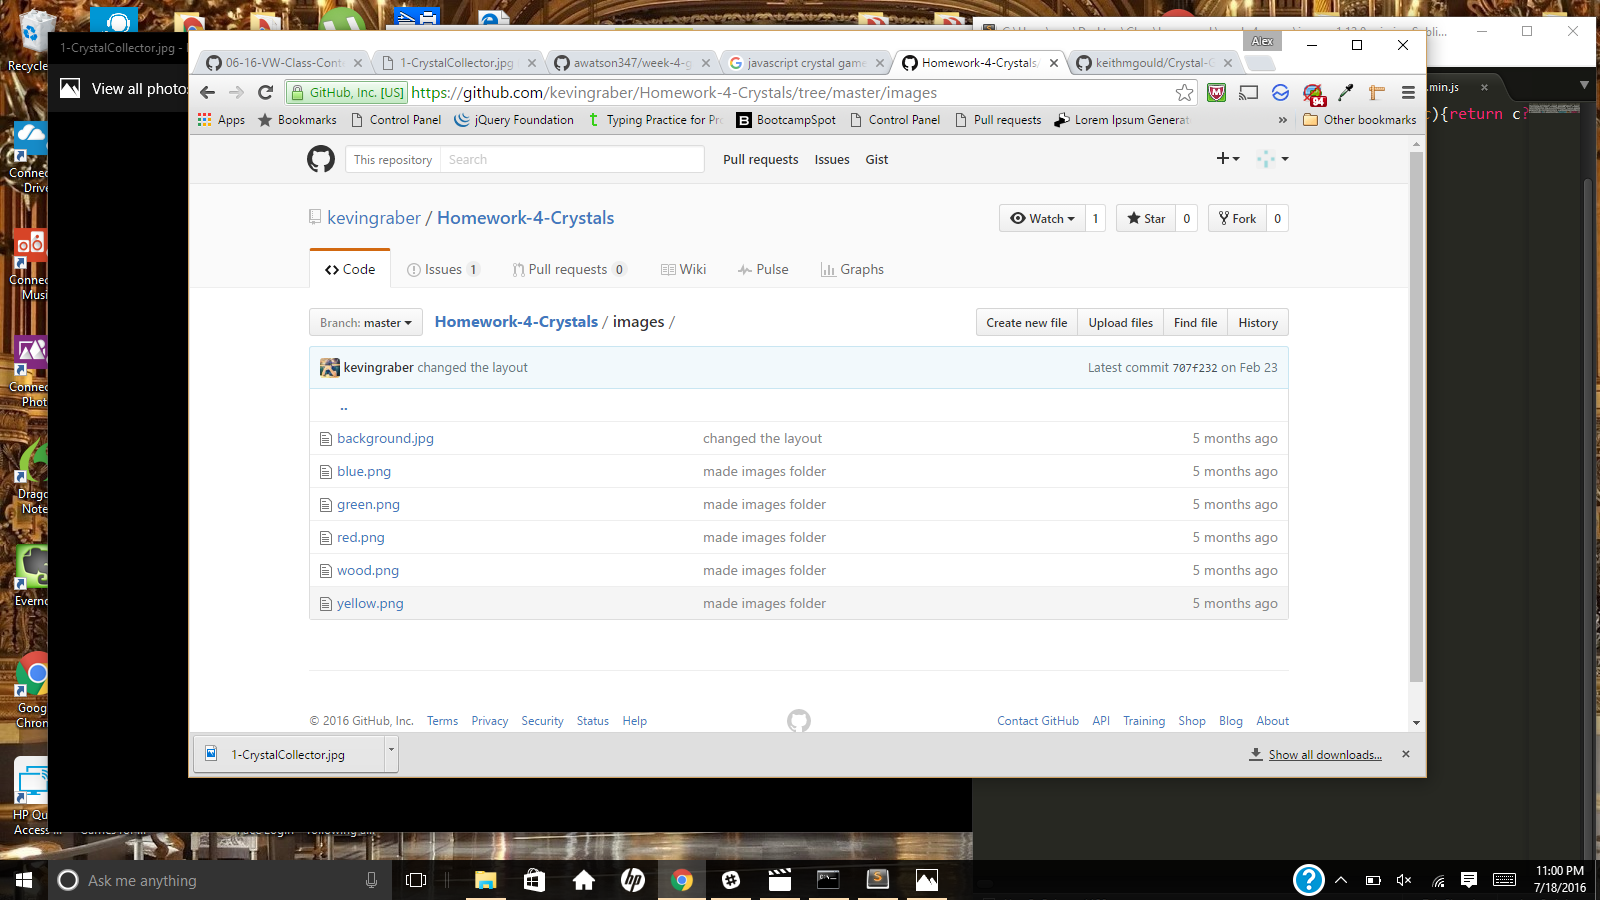 Recycle
1-CrystalCollector.jpg -
View all photos
Alex
06-16-VW-Class-Cont
1-CrystalCollector.jpg
awatson347/week-4-g
javascript crystal game
Homework-4-Crystals/
keithmgould/Crystal-G
GitHub, Inc. [US]
https://github.com/kevingraber/Homework-4-Crystals/tree/master/images
94
Apps
Bookmarks
Control Panel
jQuery Foundation
Typing Practice for Pr
BootcampSpot
Control Panel
Pull requests
Lorem Ipsum Generat
»
Other bookmarks
.min.js
){return c?
This repository
Search
Pull requests
Issues
Gist
kevingraber / Homework-4-Crystals
Watch
1
Star
0
Fork
0
Code
Issues 1
Pull requests 0
Wiki
Pulse
Graphs
Branch: master
Homework-4-Crystals / images /
Create new file
Upload files
Find file
History
kevingraber changed the layout
Latest commit 707f232 on Feb 23
..
background.jpg changed the layout 5 months ago
blue.png made images folder 5 months ago
green.png made images folder 5 months ago
red.png made images folder 5 months ago
wood.png made images folder 5 months ago
yellow.png made images folder 5 months ago
© 2016 GitHub, Inc.
Terms
Privacy
Security
Status
Help
Contact GitHub
API
Training
Shop
Blog
About
1-CrystalCollector.jpg
Show all downloads...
Connec
Drive
Connec
Musi
Connec
Phot
Drago
Note
Everno
Goog
Chron
HP Qu
Access ...
Ask me anything
11:00 PM
7/18/2016